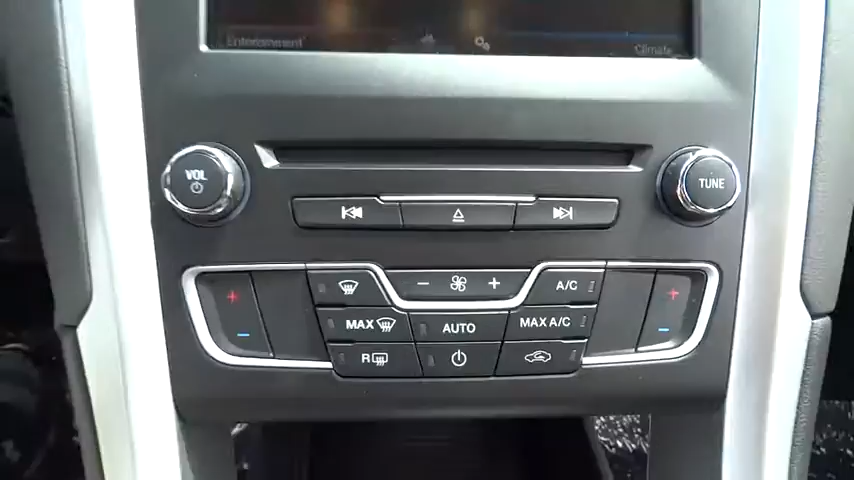 Entertainment
Climate
VOL
TUNE
− +
A/C
MAX
AUTO
MAX A/C
R
+ −
+ −